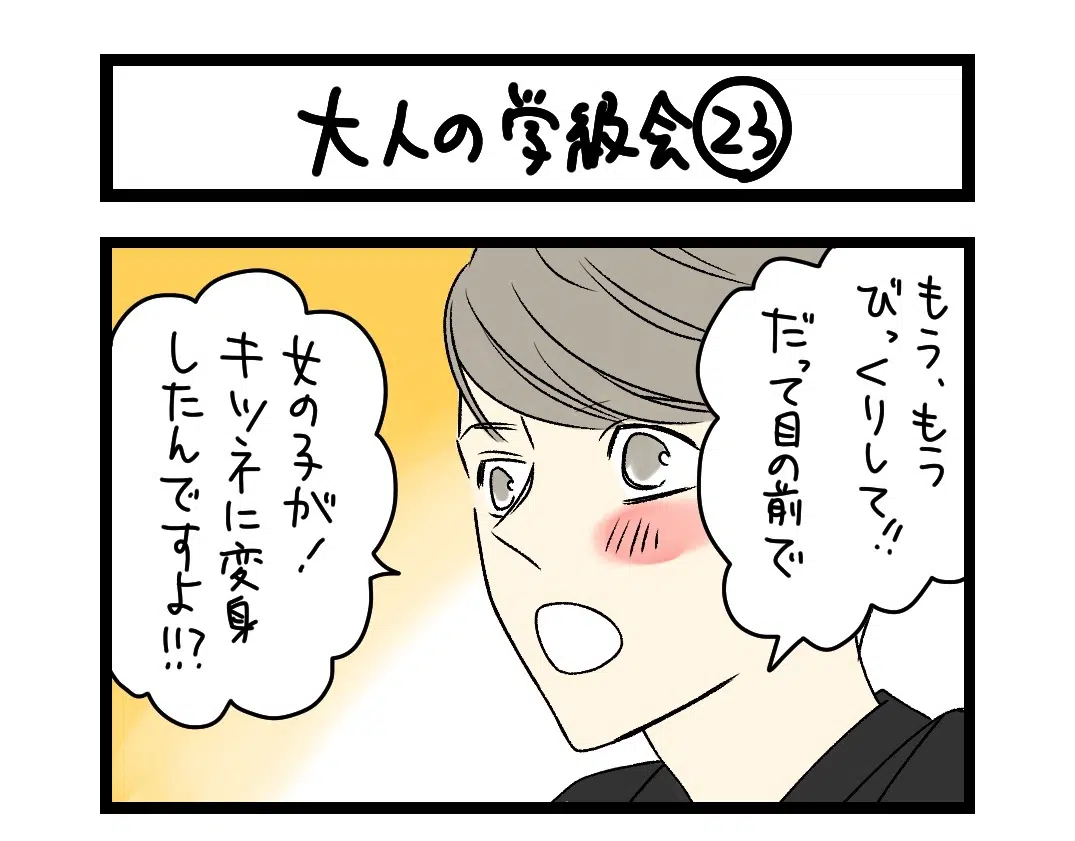 大人の学級会㉓
もう、もう
びっくりして!!
だって目の前で
女の子が!
キツネに変身
したんですよ!!?